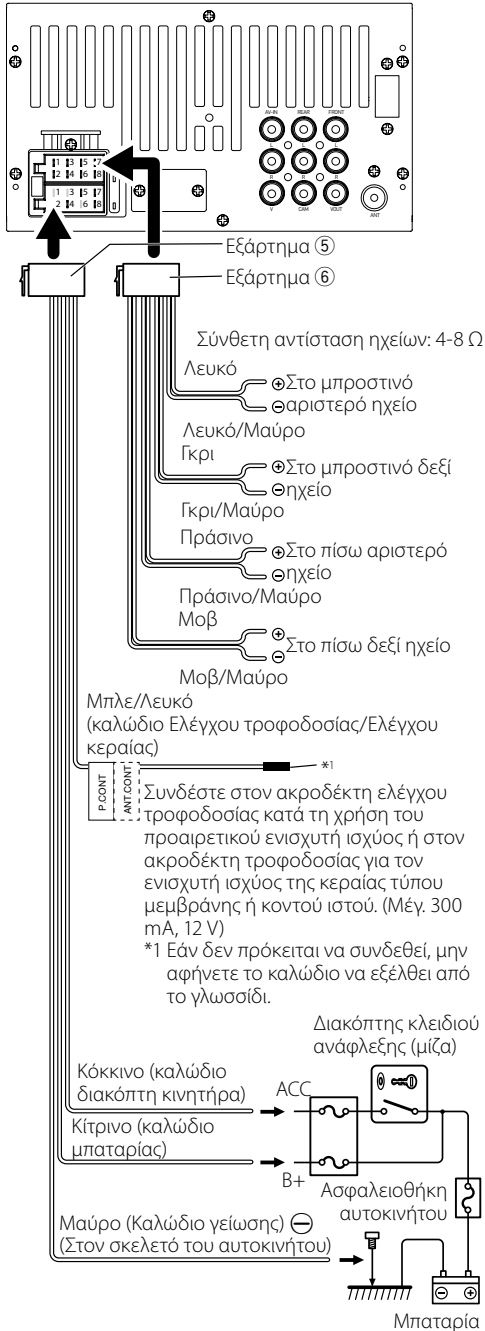 AV-IN REAR FRONT
L L L
R R R
V CAM VOUT
ANT
1 3 5 7
2 4 6 8
1 3 5 7
2 4 6 8
Εξάρτημα ⑤
Εξάρτημα ⑥
Σύνθετη αντίσταση ηχείων: 4-8 Ω
Λευκό
⊕Στο μπροστινό
⊖αριστερό ηχείο
Λευκό/Μαύρο
Γκρι
⊕Στο μπροστινό δεξί
⊖ηχείο
Γκρι/Μαύρο
Πράσινο
⊕Στο πίσω αριστερό
⊖ηχείο
Πράσινο/Μαύρο
Μοβ
⊕
Στο πίσω δεξί ηχείο
⊖
Μοβ/Μαύρο
Μπλε/Λευκό
(καλώδιο Ελέγχου τροφοδοσίας/Ελέγχου
κεραίας)
P.CONT
ANT.CONT
*1
Συνδέστε στον ακροδέκτη ελέγχου
τροφοδοσίας κατά τη χρήση του
προαιρετικού ενισχυτή ισχύος ή στον
ακροδέκτη τροφοδοσίας για τον
ενισχυτή ισχύος της κεραίας τύπου
μεμβράνης ή κοντού ιστού. (Μέγ. 300
mA, 12 V)
*1 Εάν δεν πρόκειται να συνδεθεί, μην
αφήνετε το καλώδιο να εξέλθει από
το γλωσσίδι.
Διακόπτης κλειδιού
ανάφλεξης (μίζα)
Κόκκινο (καλώδιο
διακόπτη κινητήρα)
ACC
Κίτρινο (καλώδιο
μπαταρίας)
B+
Ασφαλειοθήκη
αυτοκινήτου
Μαύρο (Καλώδιο γείωσης) ⊖
(Στον σκελετό του αυτοκινήτου)
⊖ ⊕
Μπαταρία